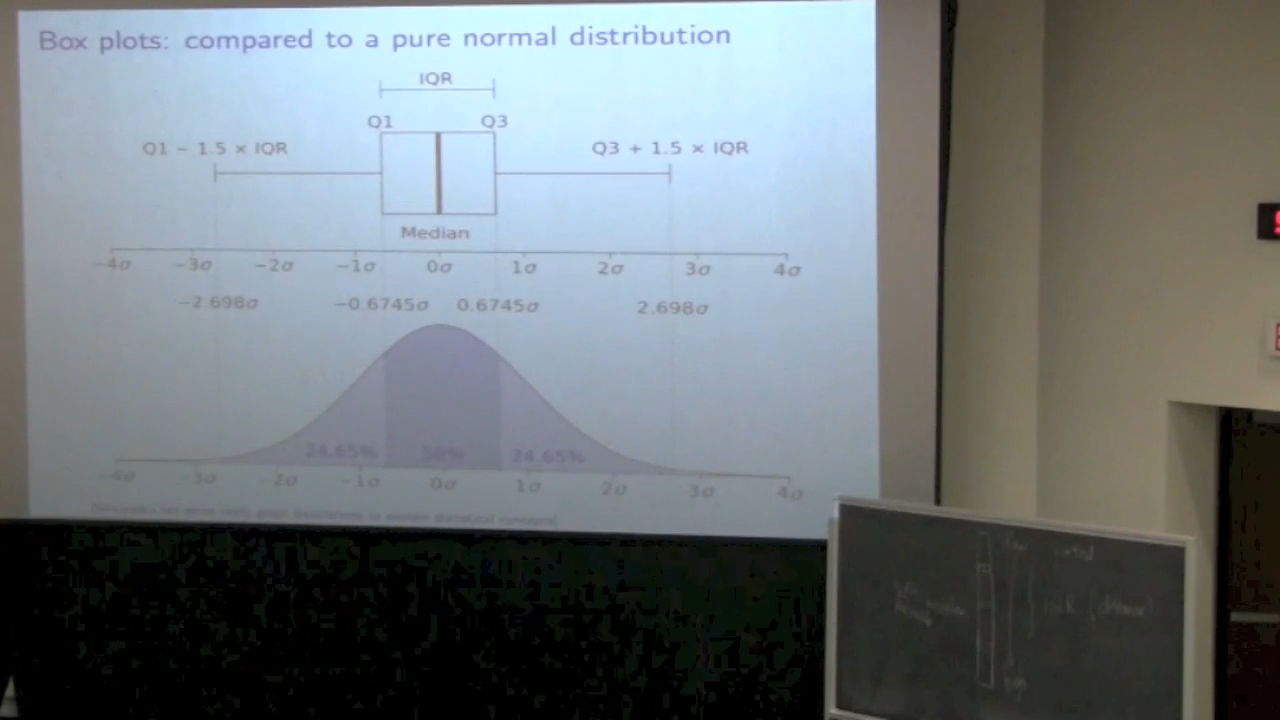 Box plots: compared to a pure normal distribution
IQR
Q1 Q3
Q1 − 1.5 × IQR Q3 + 1.5 × IQR
Median
−4σ −3σ −2σ −1σ 0σ 1σ 2σ 3σ 4σ
−2.698σ −0.6745σ 0.6745σ 2.698σ
24.65% 50% 24.65%
−4σ −3σ −2σ −1σ 0σ 1σ 2σ 3σ 4σ